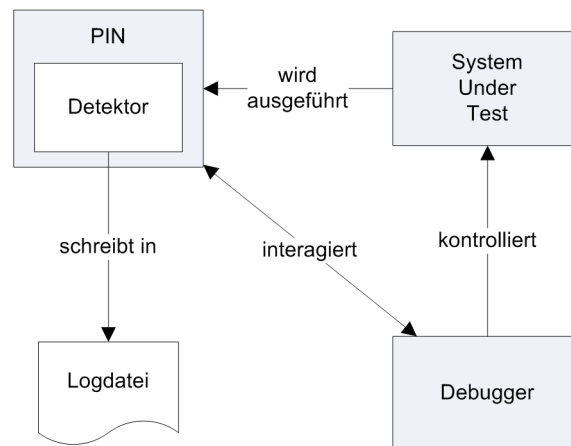 PIN
Detektor
System
Under
Test
wird
ausgeführt
schreibt in
interagiert
kontrolliert
Logdatei
Debugger